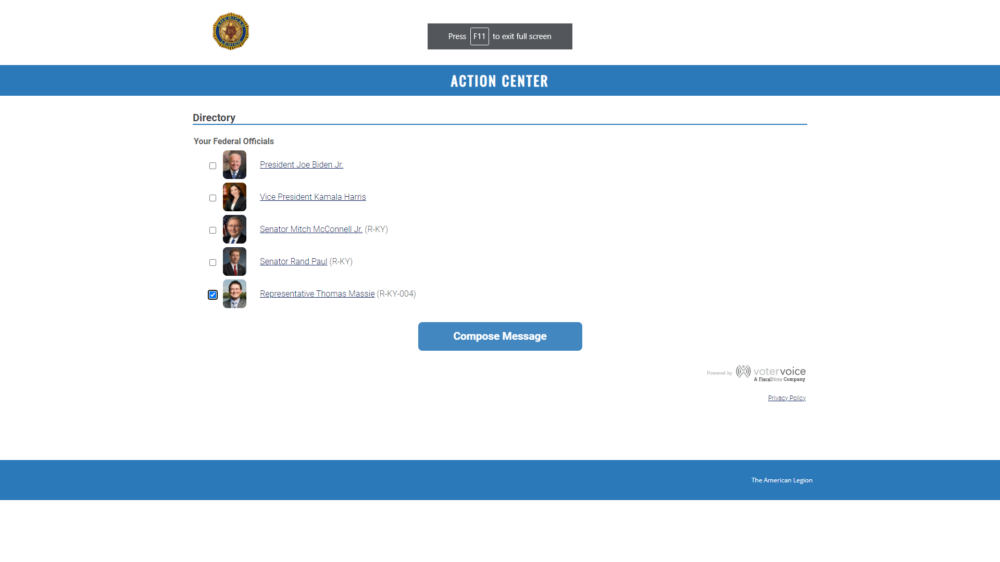 AMERICAN
US
LEGION
Press F11 to exit full screen
ACTION CENTER
Directory
Your Federal Officials
President Joe Biden Jr.
Vice President Kamala Harris
Senator Mitch McConnell Jr. (R-KY)
Senator Rand Paul (R-KY)
Representative Thomas Massie (R-KY-004)
Compose Message
Powered by votervoice
A FiscalNote Company
Privacy Policy
The American Legion